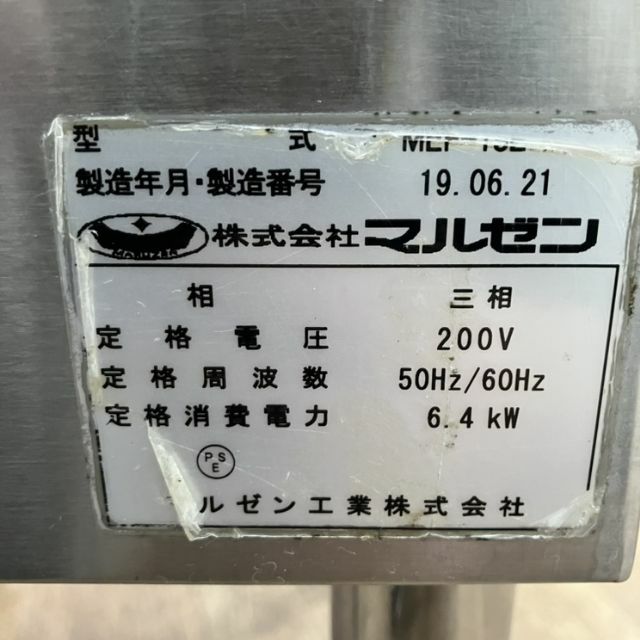 型 式
製造年月・製造番号 19.06.21
MARUZEN 株式会社 マルゼン
相 三相
定格電圧 200V
定格周波数 50Hz/60Hz
定格消費電力 6.4kW
PSE
ルゼン工業株式会社